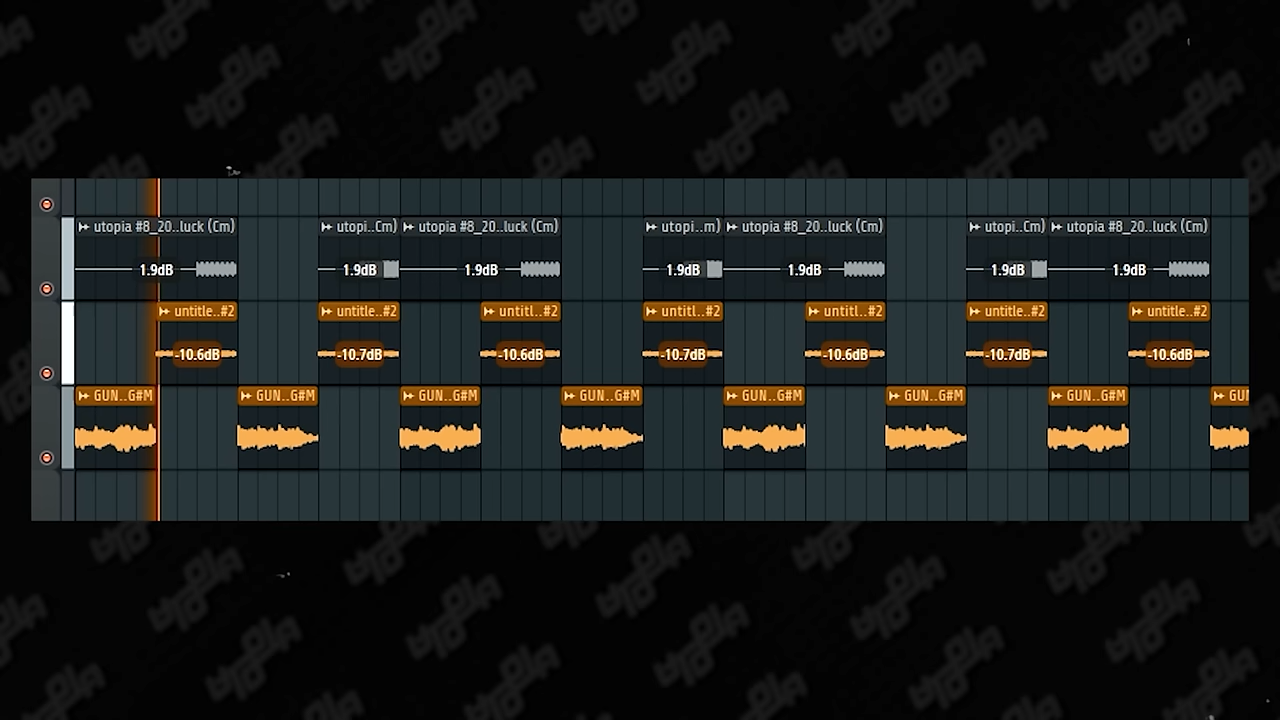 utopia #8_20..luck (Cm) utopi..Cm) utopia #8_20..luck (Cm) utopi..m) utopia #8_20..luck (Cm) utopi..Cm) utopia #8_20..luck (Cm)
1.9dB 1.9dB 1.9dB 1.9dB 1.9dB 1.9dB 1.9dB
untitle..#2 untitle..#2 untitl..#2 untitl..#2 untitl..#2 untitle..#2 untitle..#2
-10.6dB -10.7dB -10.6dB -10.7dB -10.6dB -10.7dB -10.6dB
GUN..G#M GUN..G#M GUN..G#M GUN..G#M GUN..G#M GUN..G#M GUN..G#M GUN